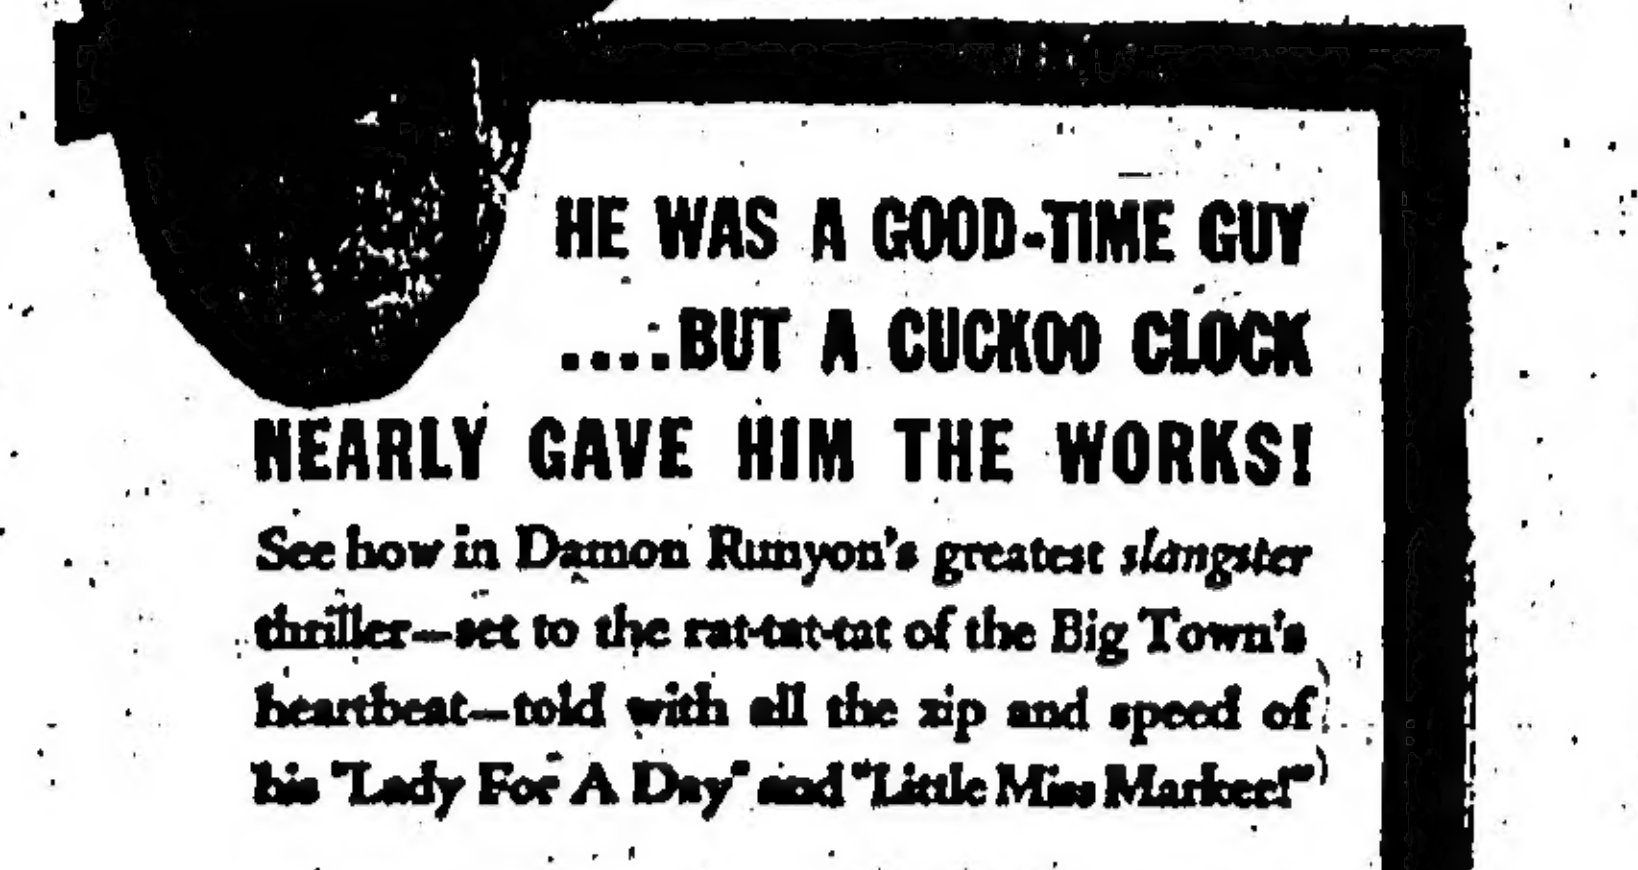 HE WAS A GOOD-TIME GUY
....BUT A CUCKOO CLOCK
NEARLY GAVE HIM THE WORKS!
See how in Damon Runyon's greatest slangster
thriller—set to the rat-tat-tat of the Big Town's
heartbeat—told with all the zip and speed of
his "Lady For A Day" and "Little Miss Marker!"